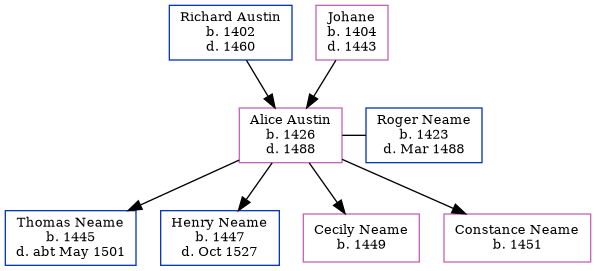 Richard Austin
b. 1402
d. 1460
Johane
b. 1404
d. 1443
Alice Austin
b. 1426
d. 1488
Roger Neame
b. 1423
d. Mar 1488
Thomas Neame
b. 1445
d. abt May 1501
Henry Neame
b. 1447
d. Oct 1527
Cecily Neame
b. 1449
Constance Neame
b. 1451